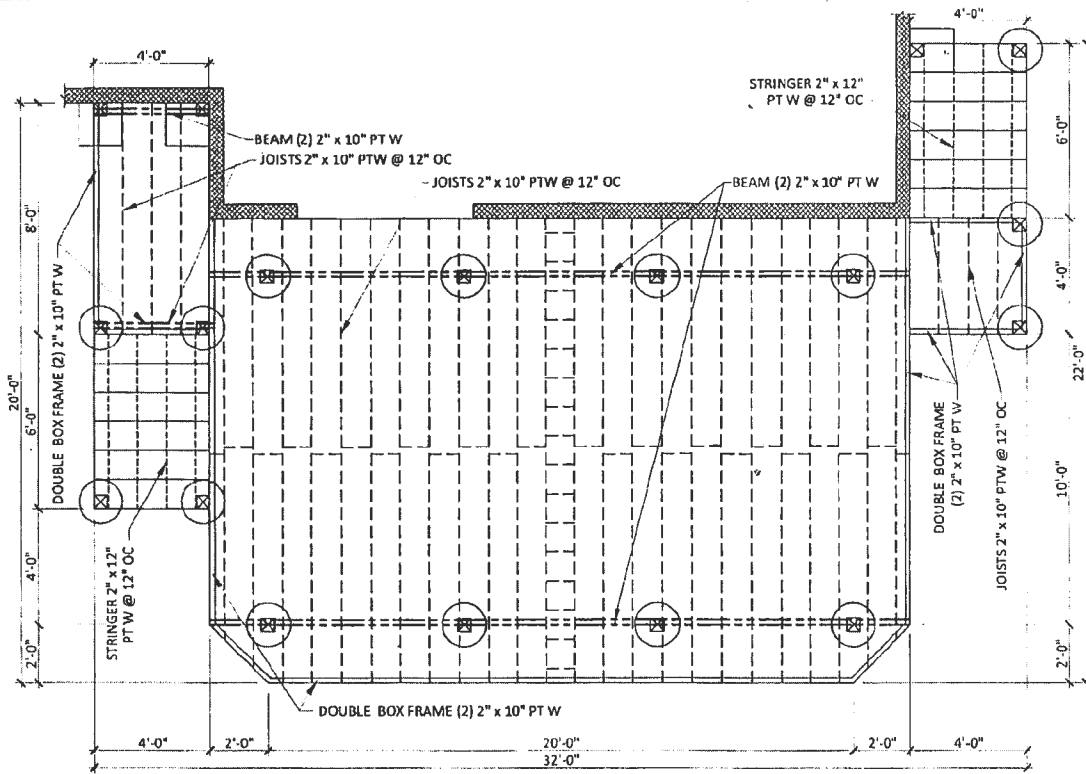 4'-0"
4'-0"
STRINGER 2" x 12"
PT W @ 12" OC
BEAM (2) 2" x 10" PT W
JOISTS 2" x 10" PTW @ 12" OC
JOISTS 2" x 10" PTW @ 12" OC
BEAM (2) 2" x 10" PT W
6'-0"
8'-0"
4'-0"
DOUBLE BOX FRAME (2) 2" x 10" PT W
20'-0"
22'-0"
6'-0"
DOUBLE BOX FRAME
(2) 2" x 10" PT W
JOISTS 2" x 10" PTW @ 12" OC
10'-0"
STRINGER 2" x 12"
PT W @ 12" OC
4'-0"
2'-0"
2'-0"
DOUBLE BOX FRAME (2) 2" x 10" PT W
4'-0"
2'-0"
20'-0"
2'-0"
4'-0"
32'-0"